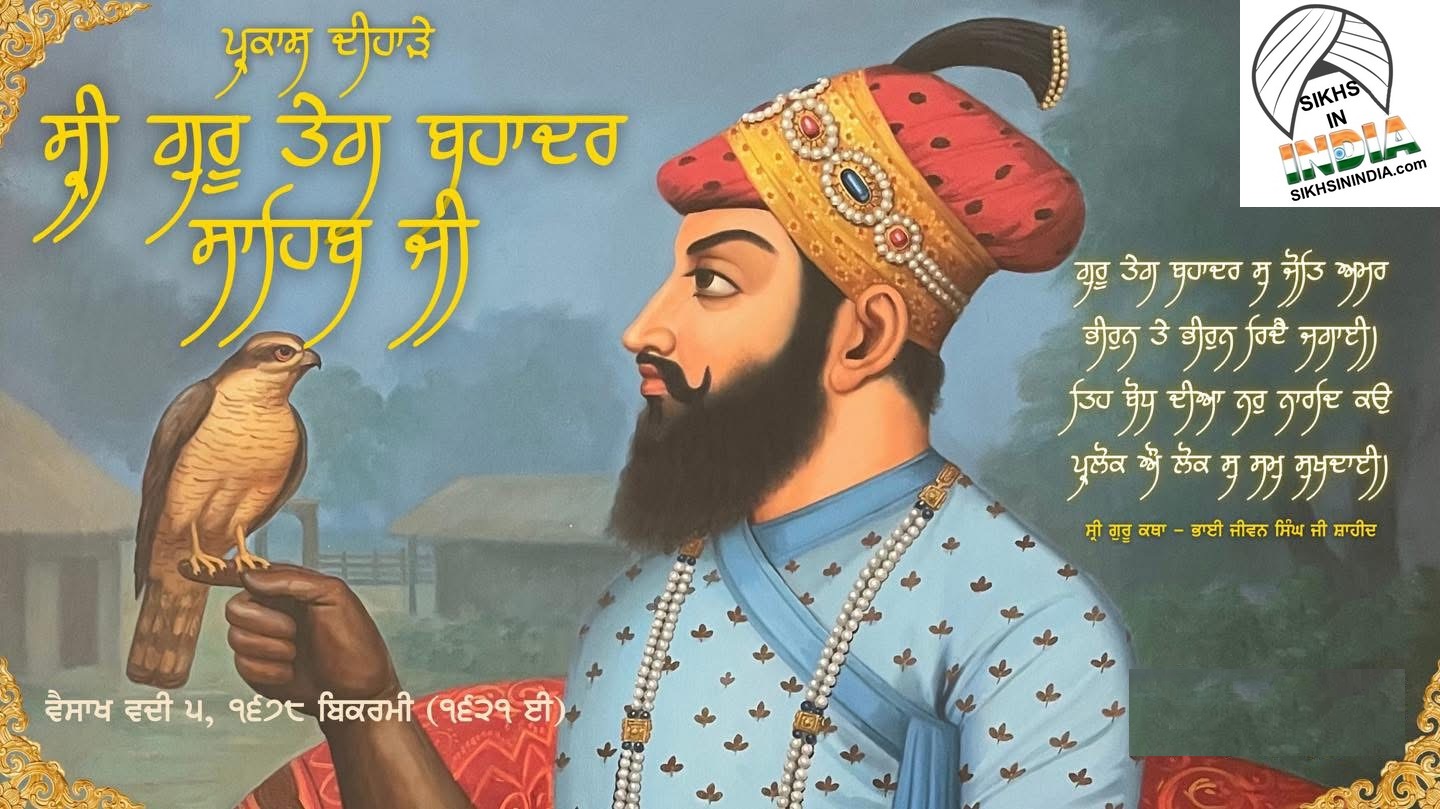 ਪ੍ਰਕਾਸ਼ ਦੀਹਾੜੇ
ਸ੍ਰੀ ਗੁਰੂ ਤੇਗ ਬਹਾਦਰ
ਸਾਹਿਬ ਜੀ
SIKHS
IN
INDIA
SIKHSININDIA.com
ਗੁਰੂ ਤੇਗ ਬਹਾਦਰ ਸੁ ਜੋਤਿ ਅਮਰ
ਭੀਰੁਨ ਤੇ ਭੀਰੁਨ ਰਿਦੈ ਜਗਾਈ।
ਤਿਹ ਬੋਧ ਦੀਆ ਨਰੁ ਨਾਰਦਿ ਕਉ
ਪ੍ਰਲੋਕ ਔ ਲੋਕ ਸੁ ਸਮੁ ਸੁਖਦਾਈ।
ਸ੍ਰੀ ਗੁਰੂ ਕਥਾ – ਭਾਈ ਜੀਵਨ ਸਿੰਘ ਜੀ ਸ਼ਾਹੀਦ
ਵੈਸਾਖ ਵਦੀ ੫, ੧੬੭੮ ਬਿਕਰਮੀ (੧੬੨੧ ਈ)